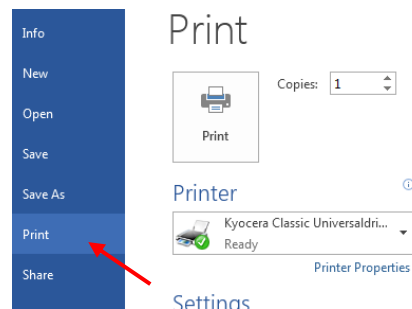 Info
New
Open
Save
Save As
Print
Share
Print
Print
Copies: 1
Printer
Kyocera Classic Universaldri...
Ready
Printer Properties
Settings